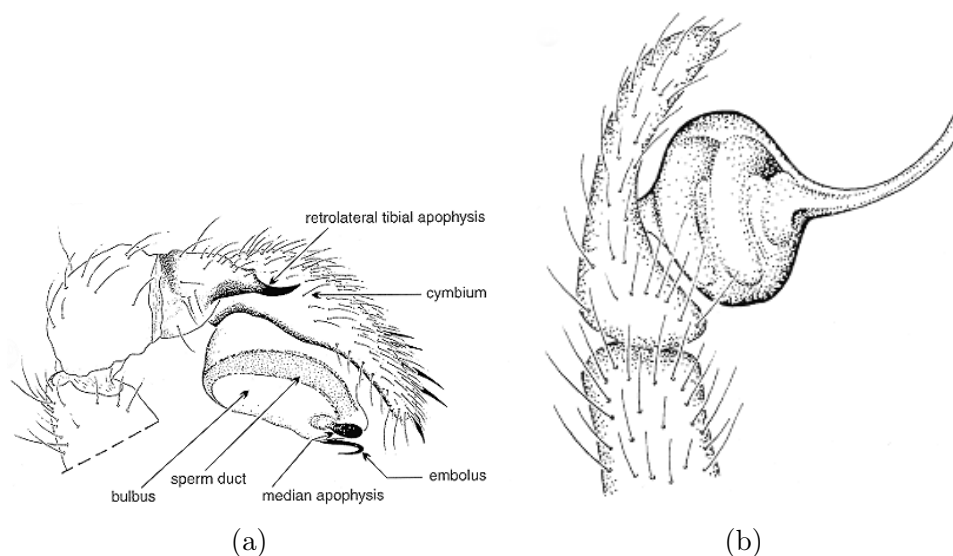 retrolateral tibial apophysis
cymbium
embolus
median apophysis
sperm duct
bulbus
(a)
(b)